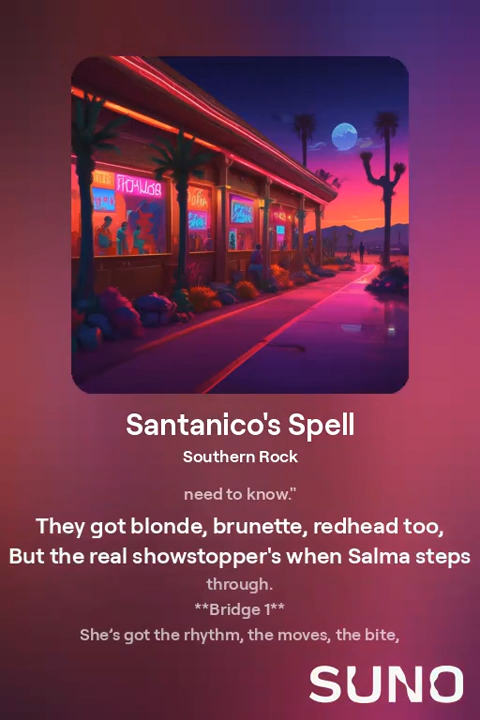 Santanico's Spell
Southern Rock
need to know."
They got blonde, brunette, redhead too,
But the real showstopper's when Salma steps
through.
**Bridge 1**
She's got the rhythm, the moves, the bite,
SUNO